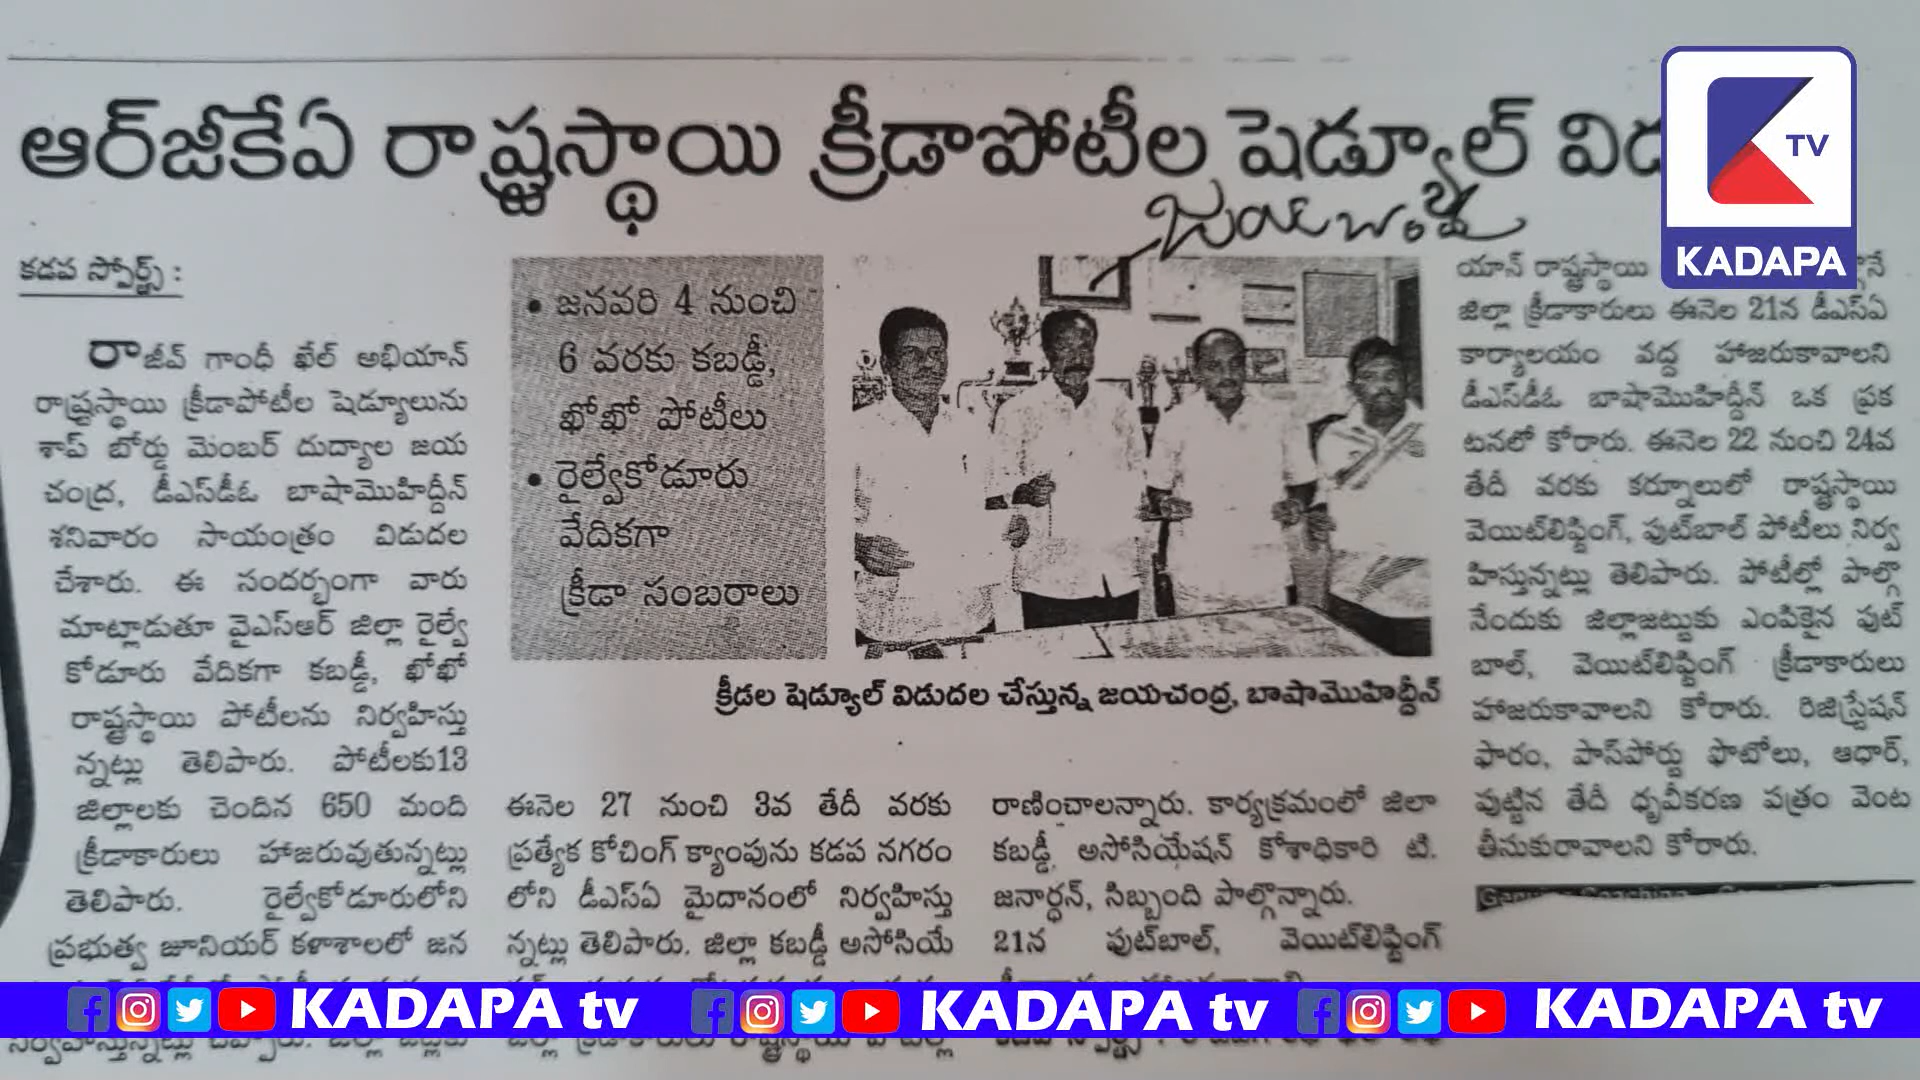 ఆర్‌జీకేఏ రాష్ట్రస్థాయి క్రీడాపోటీల షెడ్యూల్
TV
KADAPA
కడప స్పోర్ట్స్ :
రాజీవ్ గాంధీ ఖేల్ అభియాన్
రాష్ట్రస్థాయి క్రీడాపోటీల షెడ్యూలును
శాప్ బోర్డు మెంబర్ దుద్యాల జయ
చంద్ర, డీఎస్‌డీఓ బాషామొహిద్దీన్
శనివారం సాయంత్రం విడుదల
చేశారు. ఈ సందర్భంగా వారు
మాట్లాడుతూ వైఎస్ఆర్ జిల్లా రైల్వే
కోడూరు వేదికగా కబడ్డీ, ఖోఖో
రాష్ట్రస్థాయి పోటీలను నిర్వహిస్తు
న్నట్లు తెలిపారు. పోటీలకు13
జిల్లాలకు చెందిన 650 మంది
క్రీడాకారులు హాజరువుతున్నట్లు
తెలిపారు. రైల్వేకోడూరులోని
ప్రభుత్వ జూనియర్ కళాశాలలో జన
• జనవరి 4 నుంచి
6 వరకు కబడ్డీ,
ఖోఖో పోటీలు
• రైల్వేకోడూరు
వేదికగా
క్రీడా సంబరాలు
క్రీడల షెడ్యూల్ విడుదల చేస్తున్న జయచంద్ర, బాషామొహిద్దీన్
ఈనెల 27 నుంచి 3వ తేదీ వరకు
ప్రత్యేక కోచింగ్ క్యాంపును కడప నగరం
లోని డీఎస్ఏ మైదానంలో నిర్వహిస్తు
న్నట్లు తెలిపారు. జిల్లా కబడ్డీ అసోసియే
రాణించాలన్నారు. కార్యక్రమంలో జిలా
కబడ్డీ అసోసియేషన్ కోశాధికారి టి.
జనార్ధన్, సిబ్బంది పాల్గొన్నారు.
21న ఫుట్‌బాల్, వెయిట్‌లిఫ్టింగ్
యాన్ రాష్ట్రస్థాయి
జిల్లా క్రీడాకారులు ఈనెల 21న డీఎస్ఏ
కార్యాలయం వద్ద హాజరుకావాలని
డీఎస్‌డీఓ బాషామొహిద్దీన్ ఒక ప్రక
టనలో కోరారు. ఈనెల 22 నుంచి 24వ
తేదీ వరకు కర్నూలులో రాష్ట్రస్థాయి
వెయిట్‌లిఫ్టింగ్, ఫుట్‌బాల్ పోటీలు నిర్వ
హిస్తున్నట్లు తెలిపారు. పోటీల్లో పాల్గొ
నేందుకు జిల్లాజట్టుకు ఎంపికైన ఫుట్
బాల్, వెయిట్‌లిఫ్టింగ్ క్రీడాకారులు
హాజరుకావాలని కోరారు. రిజిస్ట్రేషన్
ఫారం, పాస్‌పోర్టు ఫొటోలు, ఆధార్,
పుట్టిన తేదీ ధృవీకరణ పత్రం వెంట
తీసుకురావాలని కోరారు.
KADAPA tv KADAPA tv KADAPA tv